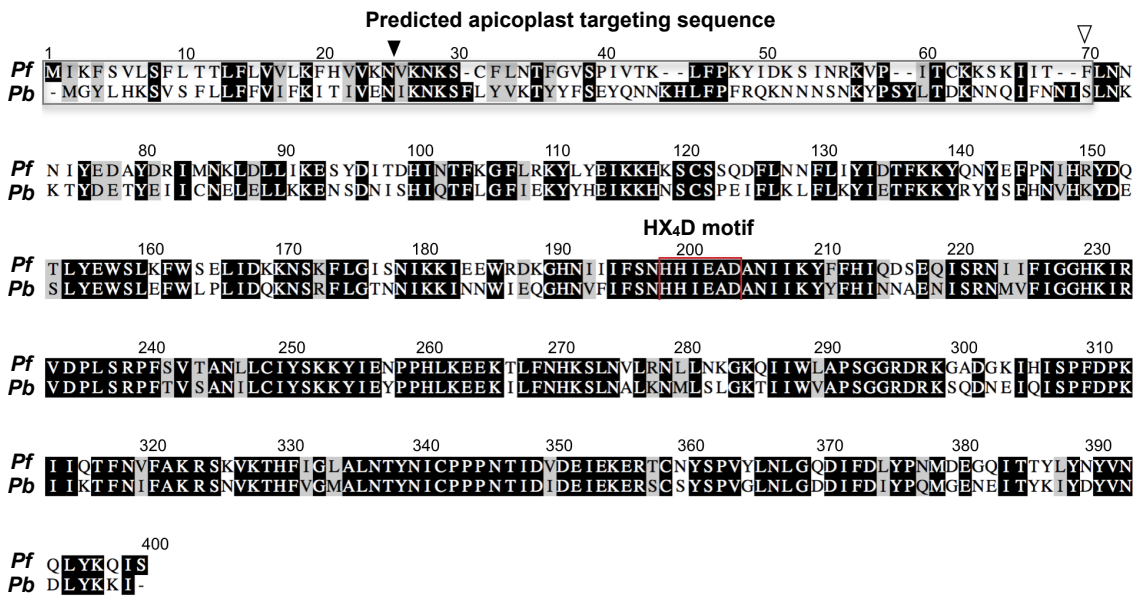 Predicted apicoplast targeting sequence
1 10 20 30 40 50 60 70
Pf MIKFSVLSFLTTLFLVVLKFHVVKNVKNKS-CFLNTFGVSPIVTK--LFPKYIDKSINRKVP--ITCKKSKIIT--FLNN
Pb -MGYLHKSVSFLLFFVIFKITIVENIKNKSFLYVKTYYFSEYQNNKHLFPFRQKNNNSNKYPSYLTDKNNQIFNNISLNK
80 90 100 110 120 130 140 150
Pf NIYEDAYDRIMNKLDLLIKESYDITDHINTFKGFLRKYLYEIKKHKSCSSQDFLNNFLIYIDTFKKYQNYEFPNIHRYDQ
Pb KTYDETYEIICNELELLKKENSDNISHIQTFLGFIEKYYHEIKKHNSCSPEIFLKLFLKYIETFKKYRYYSFHNVHKYDE
HX4D motif
160 170 180 190 200 210 220 230
Pf TLYEWSLKFWSELIDKKNSKFLGISNIKKIEEWRDKGHNIIIFSNHHIEADANIIKYFFHIQDSEQISRNIIFIGGHKIR
Pb SLYEWSLEFWLPLIDQKNSRFLGTNNIKKINNWIEQGHNVFIFSNHHIEADANIIKYYFHINNAENISRNMVFIGGHKIR
240 250 260 270 280 290 300 312
Pf VDPLSRPFSVTANLLCIYSKKYIENPPHLKEEKTLFNHKSLNVLRNLLNKGKQIIWLAPSGGRDRKGADGKIHISPFDPK
Pb VDPLSRPFTVSANILCIYSKKYIEYPPHLKEEKILFNHKSLNALKNMLSLGKTIIWVAPSGGRDRKSQDNEIQISPFDPK
320 330 340 350 360 370 380 392
Pf IIQTFNVFAKRSKVKTHFIGLALNTYNICPPPNTIDVDEIEKERTCNYSPVYLNLGQDIFDLYPNMDEGQITTYLYNYVN
Pb IIKTFNIFAKRSNVKTHFVGMALNTYNICPPPNTIDIDEIEKERSCSYSPVGLNLGDDIFDIYPQMGENEITYKIYDYVN
400
Pf QLYKQIS
Pb DLYKKI-